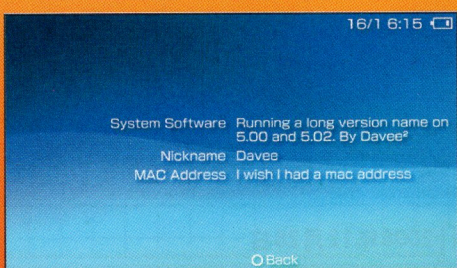 16/1 6:15
System Software Running a long version name on
5.00 and 5.02. By Davee²
Nickname Davee
MAC Address I wish I had a mac address
Back